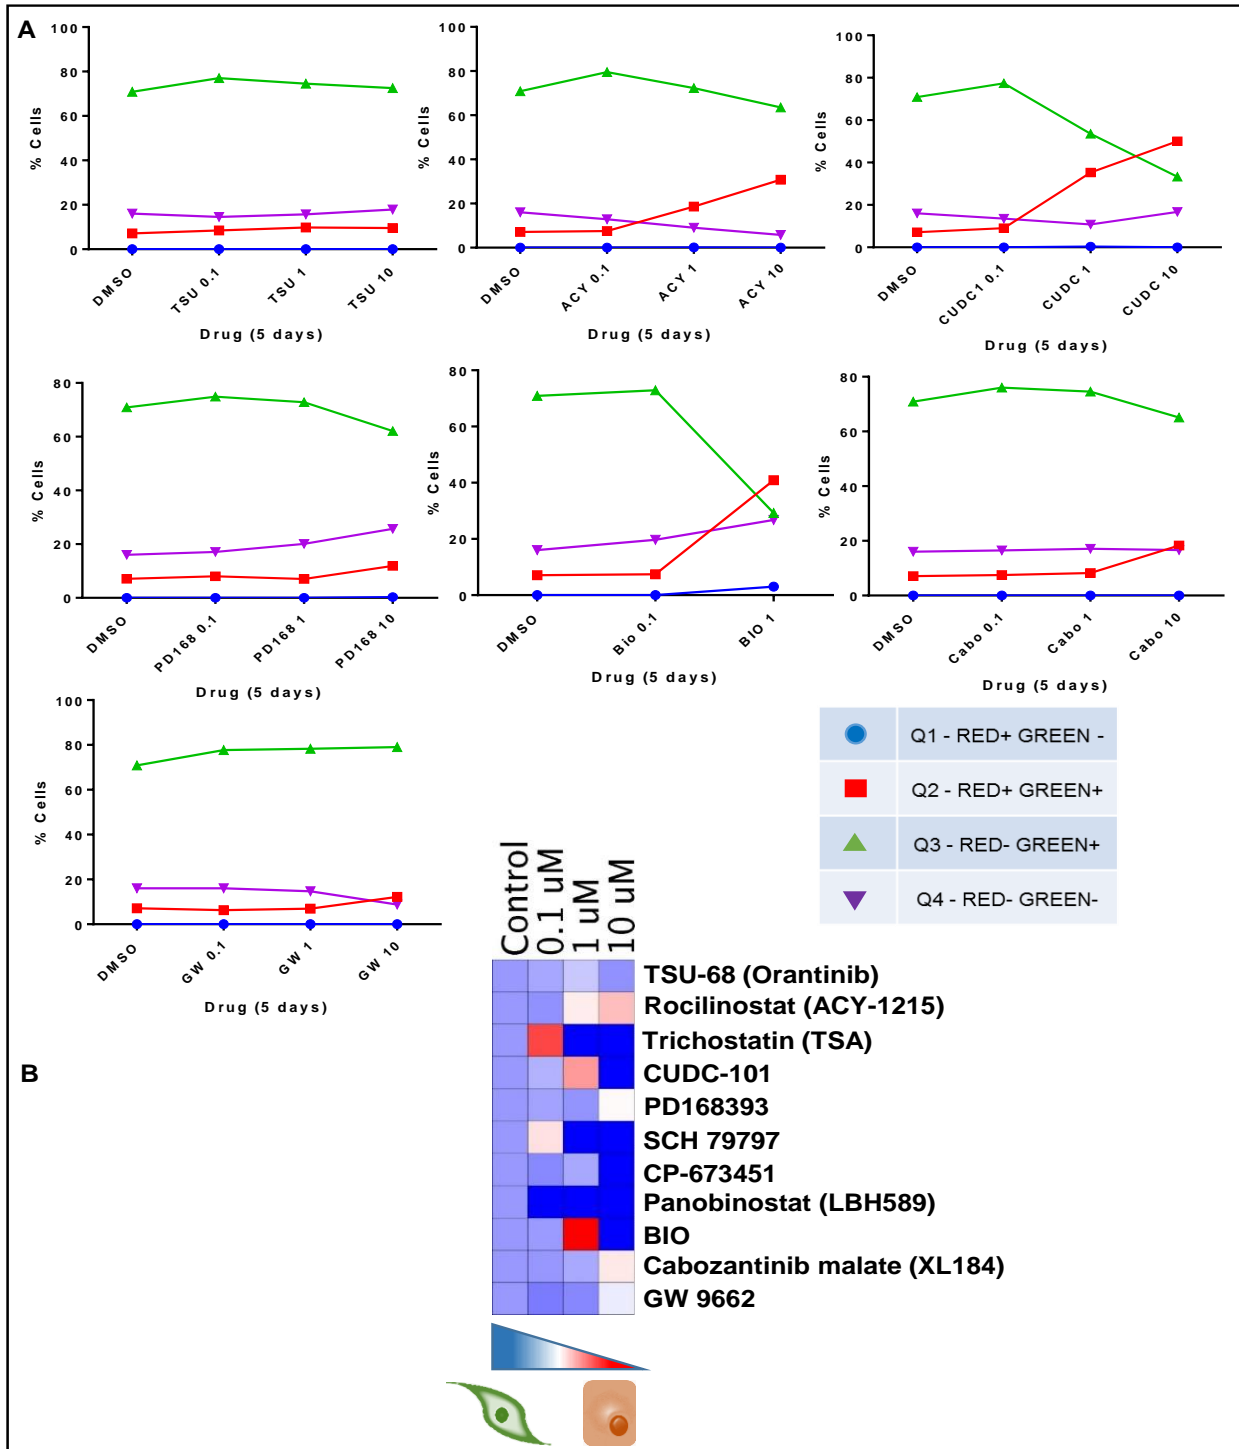 A
100
80
60
40
20
0
% Cells
DMSO
TSU 0.1
TSU 1
TSU 10
Drug (5 days)
100
80
60
40
20
0
% Cells
DMSO
ACY 0.1
ACY 1
ACY 10
Drug (5 days)
100
80
60
40
20
0
% Cells
DMSO
CUDC1 0.1
CUDC 1
CUDC 10
Drug (5 days)
80
60
40
20
0
% Cells
DMSO
PD168 0.1
PD168 1
PD168 10
Drug (5 days)
80
60
40
20
0
% Cells
DMSO
Bio 0.1
BIO 1
Drug (5 days)
80
60
40
20
0
% Cells
DMSO
Cabo 0.1
Cabo 1
Cabo 10
Drug (5 days)
100
80
60
40
20
0
% Cells
DMSO
GW 0.1
GW 1
GW 10
Drug (5 days)
Q1 - RED+ GREEN -
Q2 - RED+ GREEN+
Q3 - RED- GREEN+
Q4 - RED- GREEN-
B
Control
0.1 uM
1 uM
10 uM
TSU-68 (Orantinib)
Rocilinostat (ACY-1215)
Trichostatin (TSA)
CUDC-101
PD168393
SCH 79797
CP-673451
Panobinostat (LBH589)
BIO
Cabozantinib malate (XL184)
GW 9662